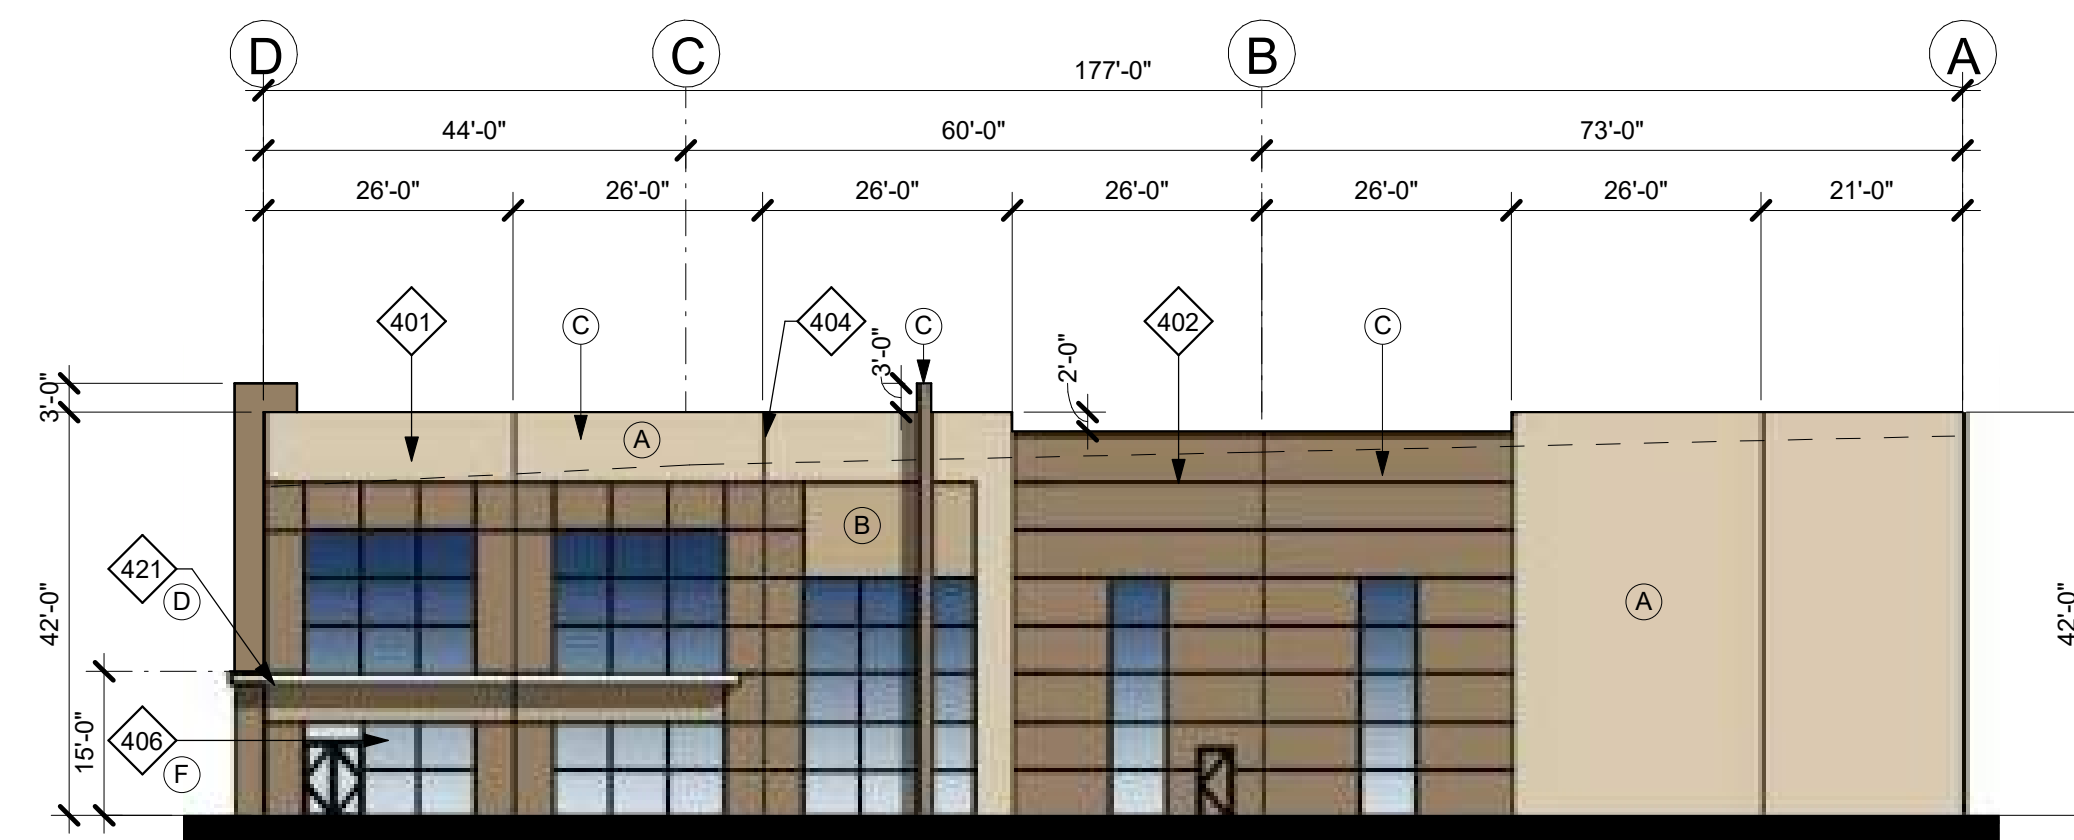 D C B A
177'-0"
44'-0" 60'-0" 73'-0"
26'-0" 26'-0" 26'-0" 26'-0" 26'-0" 26'-0" 21'-0"
401 C 404 C 402 C
3'-0" 3'-0" 2'-0"
A
B
421
D
A
42'-0" 42'-0"
15'-0"
406
F